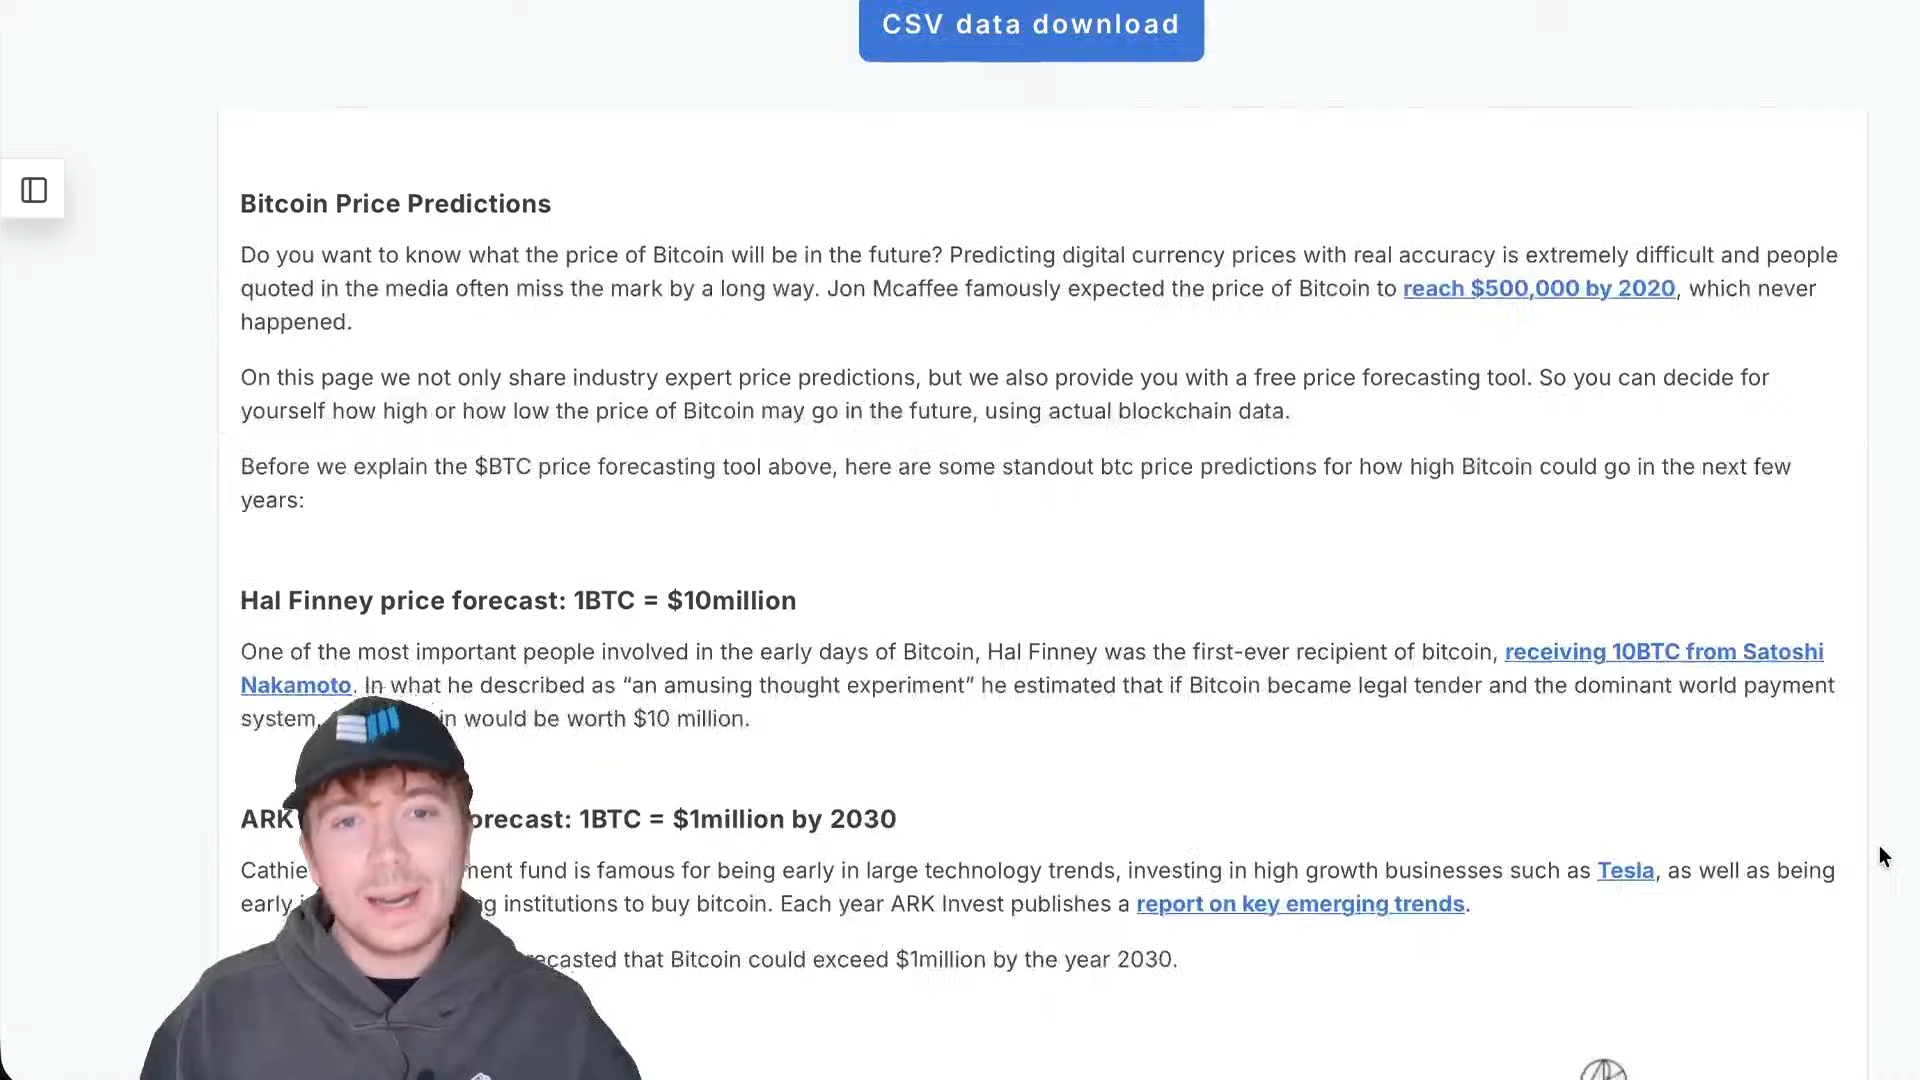 CSV data download
Bitcoin Price Predictions
Do you want to know what the price of Bitcoin will be in the future? Predicting digital currency prices with real accuracy is extremely difficult and people
quoted in the media often miss the mark by a long way. Jon Mcaffee famously expected the price of Bitcoin to reach $500,000 by 2020, which never
happened.
On this page we not only share industry expert price predictions, but we also provide you with a free price forecasting tool. So you can decide for
yourself how high or how low the price of Bitcoin may go in the future, using actual blockchain data.
Before we explain the $BTC price forecasting tool above, here are some standout btc price predictions for how high Bitcoin could go in the next few
years:
Hal Finney price forecast: 1BTC = $10million
One of the most important people involved in the early days of Bitcoin, Hal Finney was the first-ever recipient of bitcoin, receiving 10BTC from Satoshi
Nakamoto. In what he described as “an amusing thought experiment” he estimated that if Bitcoin became legal tender and the dominant world payment
system, in would be worth $10 million.
ARK orecast: 1BTC = $1million by 2030
Cathie ment fund is famous for being early in large technology trends, investing in high growth businesses such as Tesla, as well as being
early g institutions to buy bitcoin. Each year ARK Invest publishes a report on key emerging trends.
ecasted that Bitcoin could exceed $1million by the year 2030.